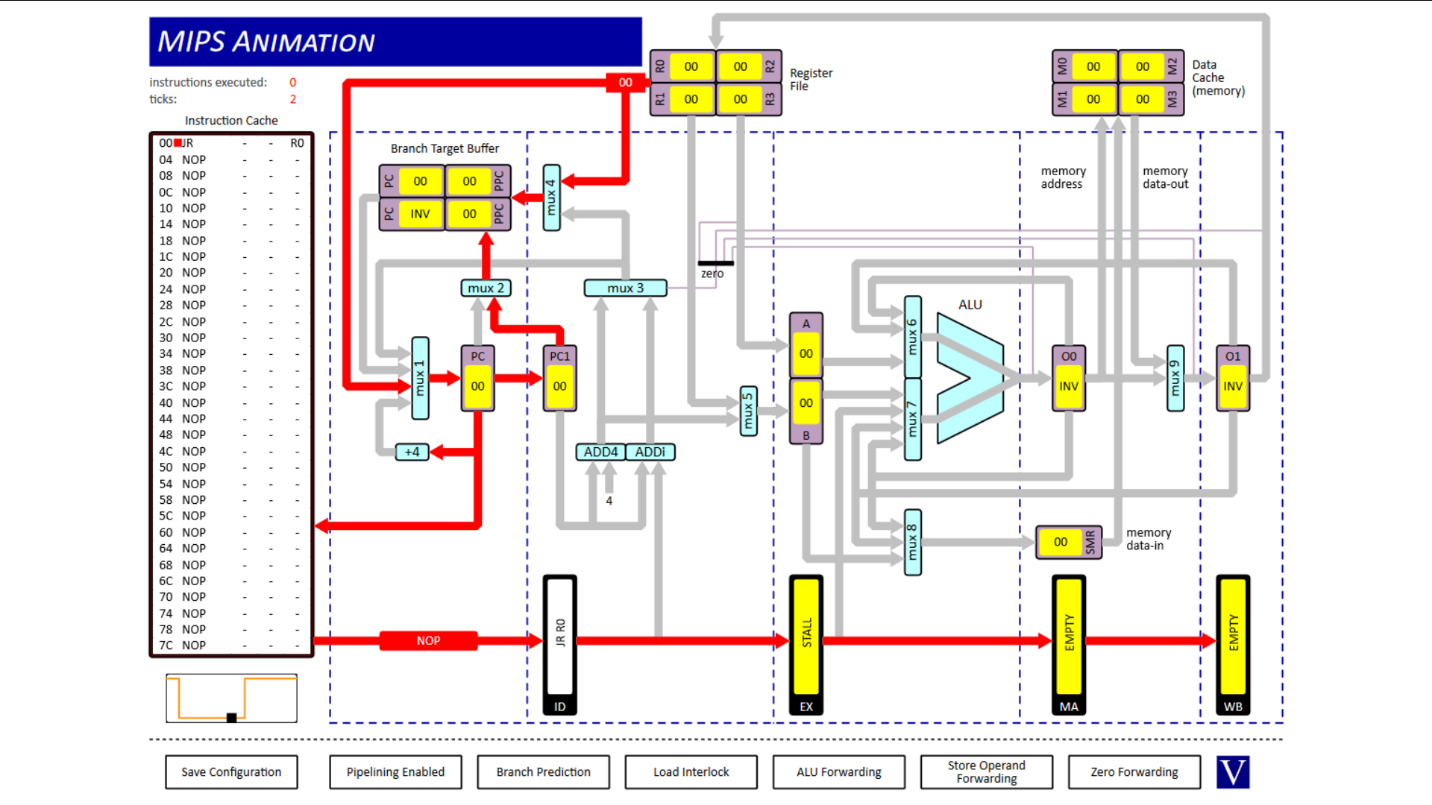 MIPS ANIMATION
instructions executed: 0
ticks: 2
Instruction Cache
00 JR - - R0
04 NOP - - -
08 NOP - - -
0C NOP - - -
10 NOP - - -
14 NOP - - -
18 NOP - - -
1C NOP - - -
20 NOP - - -
24 NOP - - -
28 NOP - - -
2C NOP - - -
30 NOP - - -
34 NOP - - -
38 NOP - - -
3C NOP - - -
40 NOP - - -
44 NOP - - -
48 NOP - - -
4C NOP - - -
50 NOP - - -
54 NOP - - -
58 NOP - - -
5C NOP - - -
60 NOP - - -
64 NOP - - -
68 NOP - - -
6C NOP - - -
70 NOP - - -
74 NOP - - -
78 NOP - - -
7C NOP - - -
00
R0 00 00 R2
R1 00 00 R3
Register
File
M0 00 00 M2
M1 00 00 M3
Data
Cache
(memory)
Branch Target Buffer
PC 00 00 PPC
PC INV 00 PPC
mux 4
memory
address
memory
data-out
zero
mux 2
mux 3
mux 1
PC
00
PC1
00
+4
ADD4
ADDi
4
mux 5
A
00
00
B
mux 6
mux 7
ALU
mux 8
O0
INV
mux 9
O1
INV
00 SMR
memory
data-in
NOP
JR R0
ID
STALL
EX
EMPTY
MA
EMPTY
WB
Save Configuration
Pipelining Enabled
Branch Prediction
Load Interlock
ALU Forwarding
Store Operand
Forwarding
Zero Forwarding
V